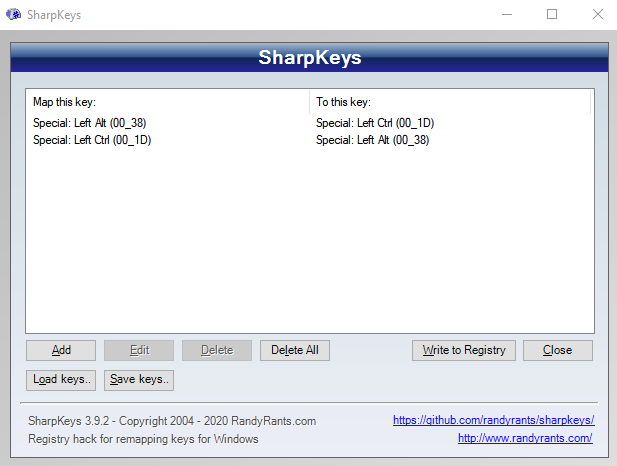 SharpKeys
SharpKeys
Map this key: To this key:
Special: Left Alt (00_38) Special: Left Ctrl (00_1D)
Special: Left Ctrl (00_1D) Special: Left Alt (00_38)
Add Edit Delete Delete All Write to Registry Close
Load keys.. Save keys..
SharpKeys 3.9.2 - Copyright 2004 - 2020 RandyRants.com https://github.com/randyrants/sharpkeys/
Registry hack for remapping keys for Windows http://www.randyrants.com/